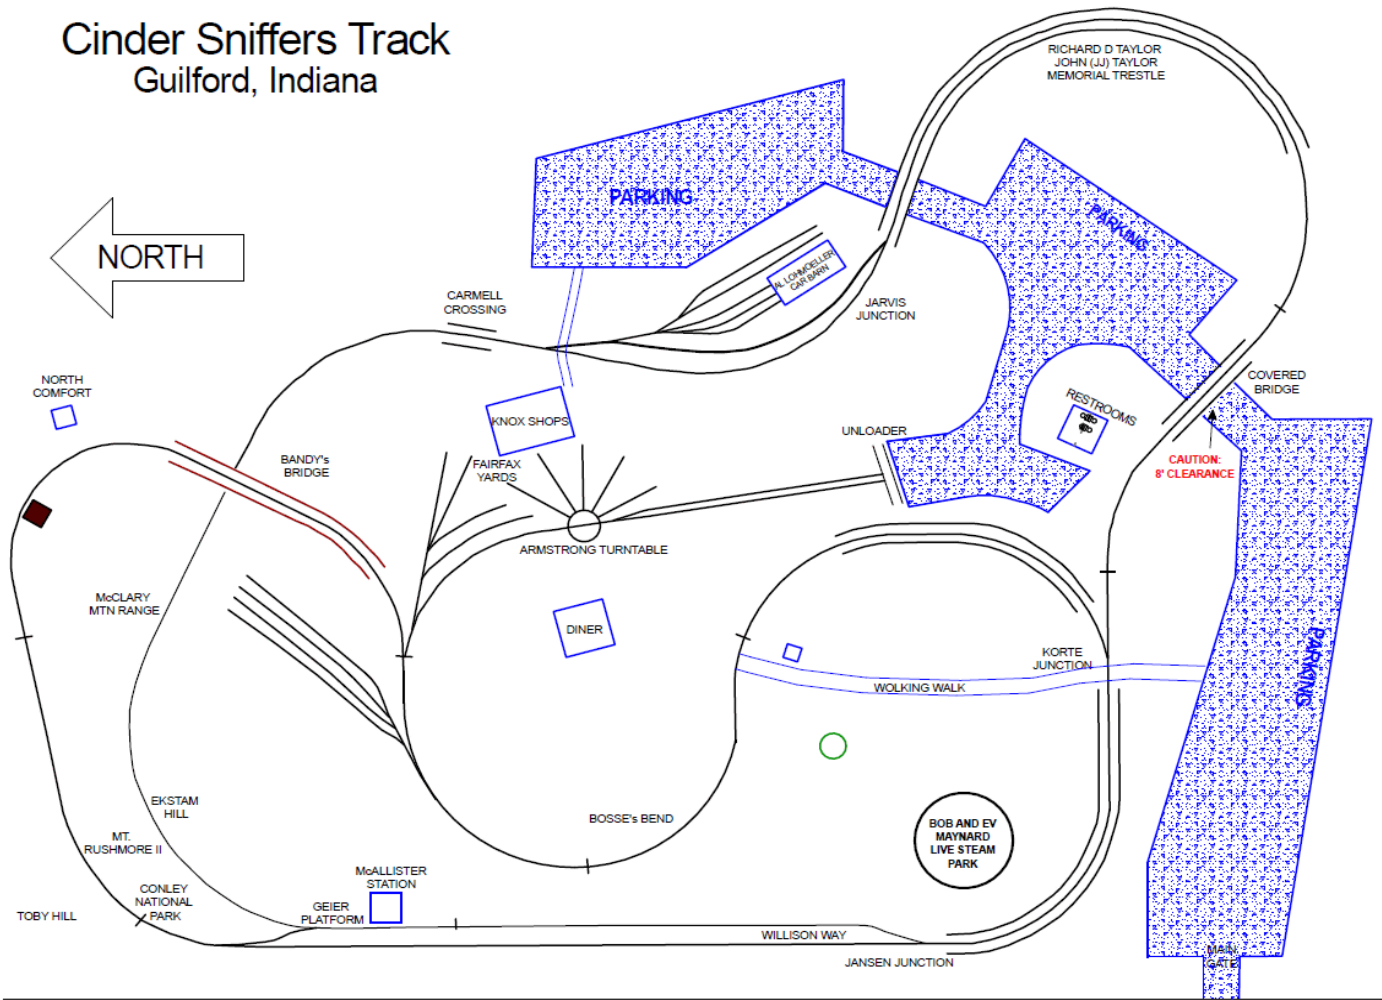 Cinder Sniffers Track
Guilford, Indiana
RICHARD D TAYLOR
JOHN (JJ) TAYLOR
MEMORIAL TRESTLE
PARKING
PARKING
NORTH
AL LOHMOELLER
CAR BARN
CARMELL
CROSSING
JARVIS
JUNCTION
NORTH
COMFORT
COVERED
BRIDGE
RESTROOMS
KNOX SHOPS
UNLOADER
BANDY's
BRIDGE
FAIRFAX
YARDS
CAUTION:
8' CLEARANCE
ARMSTRONG TURNTABLE
McCLARY
MTN RANGE
DINER
KORTE
JUNCTION
PARKING
WOLKING WALK
EKSTAM
HILL
BOSSE's BEND
BOB AND EV
MAYNARD
LIVE STEAM
PARK
MT.
RUSHMORE II
McALLISTER
STATION
CONLEY
NATIONAL
PARK
GEIER
PLATFORM
TOBY HILL
WILLISON WAY
JANSEN JUNCTION
MAIN
GATE